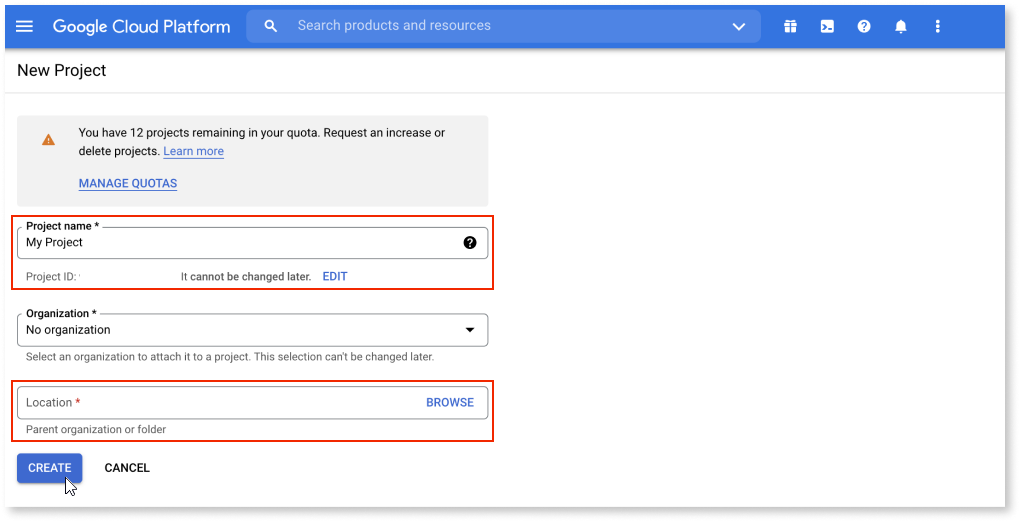 Google Cloud Platform
Search products and resources
New Project
You have 12 projects remaining in your quota. Request an increase or
delete projects. Learn more
MANAGE QUOTAS
Project name *
My Project
Project ID: It cannot be changed later. EDIT
Organization *
No organization
Select an organization to attach it to a project. This selection can't be changed later.
Location * BROWSE
Parent organization or folder
CREATE CANCEL